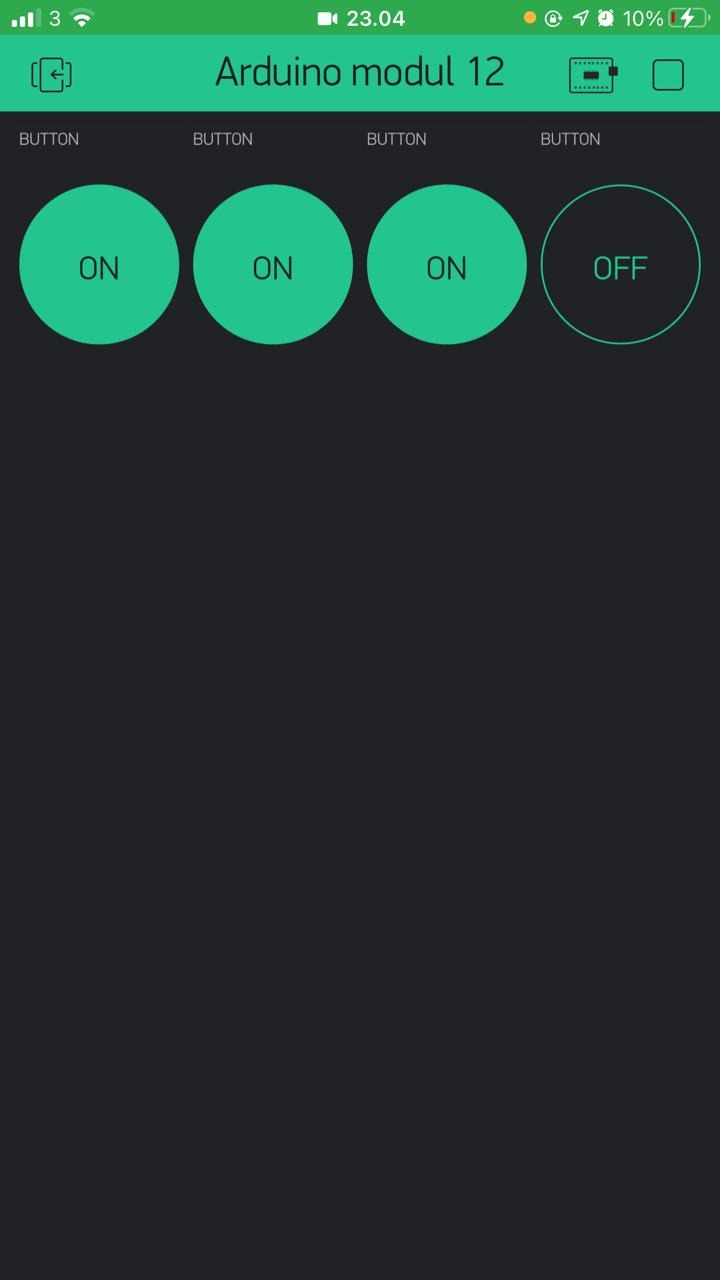 3 23.04 10%
Arduino modul 12
BUTTON BUTTON BUTTON BUTTON
ON ON ON OFF